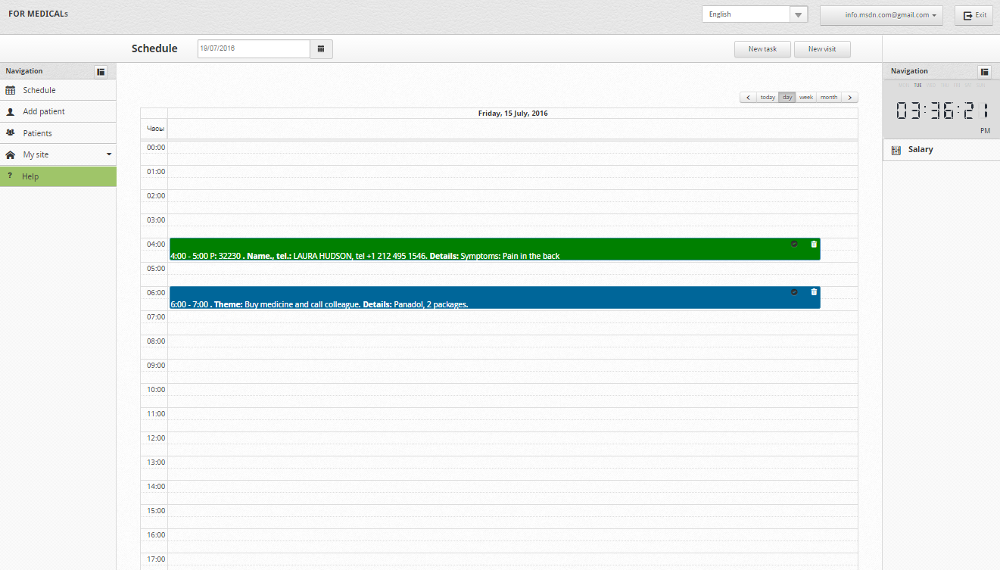 FOR MEDICALs
English
info.msdn.com@gmail.com
Exit
Schedule
19/07/2016
New task
New visit
Navigation
Schedule
Add patient
Patients
My site
? Help
today day week month
Friday, 15 July, 2016
Часы
00:00
01:00
02:00
03:00
04:00
4:00 - 5:00 P: 32230 . Name., tel.: LAURA HUDSON, tel +1 212 495 1546. Details: Symptoms: Pain in the back
05:00
06:00
6:00 - 7:00 . Theme: Buy medicine and call colleague. Details: Panadol, 2 packages.
07:00
08:00
09:00
10:00
11:00
12:00
13:00
14:00
15:00
16:00
17:00
Navigation
MON TUE WED THU FRI SAT SUN
03:36:21
PM
Salary